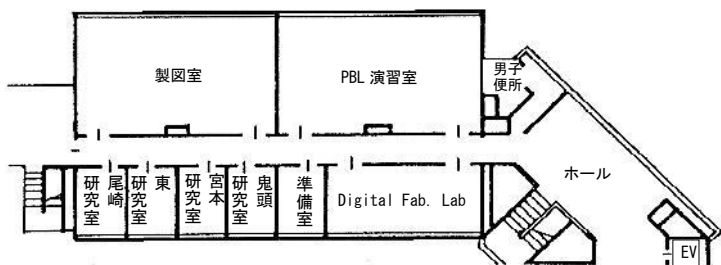 製図室
PBL 演習室
男子
便所
ホール
尾崎
研究室
東
研究室
宮本
研究室
鬼頭
研究室
準備室
Digital Fab. Lab
EV